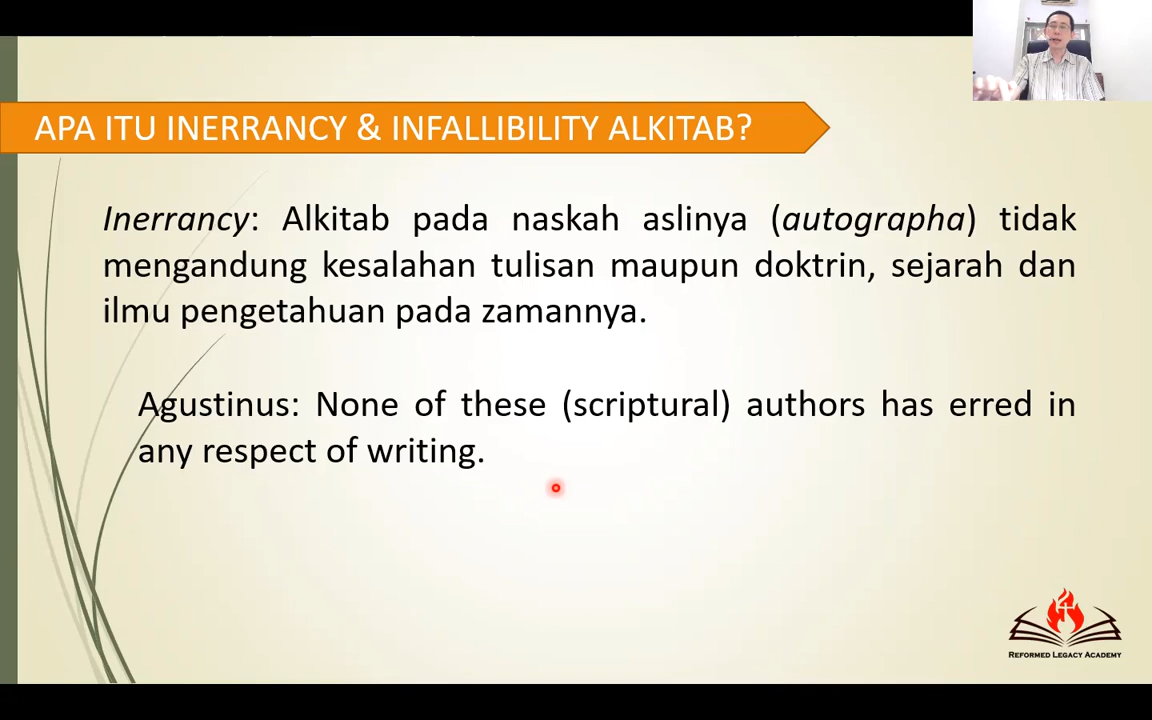 APA ITU INERRANCY & INFALLIBILITY ALKITAB?
Inerrancy: Alkitab pada naskah aslinya (autographa) tidak
mengandung kesalahan tulisan maupun doktrin, sejarah dan
ilmu pengetahuan pada zamannya.
Agustinus: None of these (scriptural) authors has erred in
any respect of writing.
REFORMED LEGACY ACADEMY